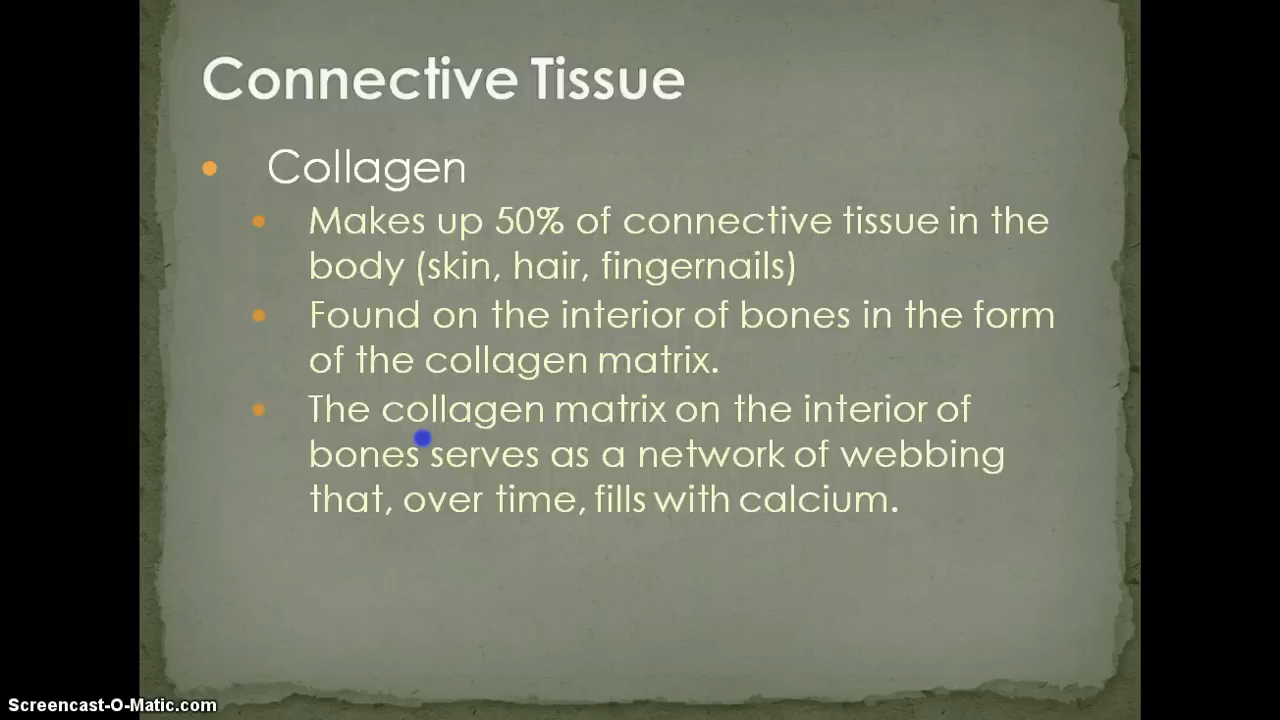 Connective Tissue
• Collagen
• Makes up 50% of connective tissue in the
body (skin, hair, fingernails)
• Found on the interior of bones in the form
of the collagen matrix.
• The collagen matrix on the interior of
bones serves as a network of webbing
that, over time, fills with calcium.
Screencast-O-Matic.com